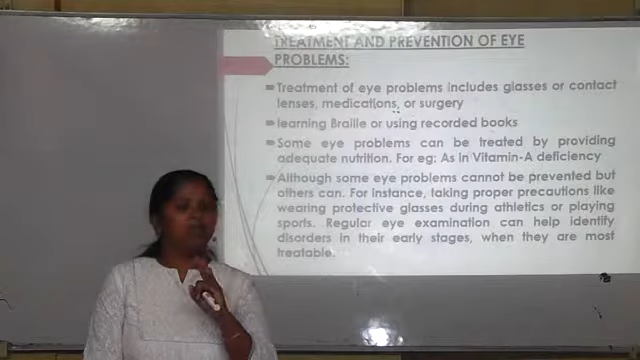 TREATMENT AND PREVENTION OF EYE
PROBLEMS:
Treatment of eye problems includes glasses or contact
lenses, medications, or surgery
learning Braille or using recorded books
Some eye problems can be treated by providing
adequate nutrition. For eg: As in Vitamin-A deficiency
Although some eye problems cannot be prevented but
others can. For instance, taking proper precautions like
wearing protective glasses during athletics or playing
sports. Regular eye examination can help identify
disorders in their early stages, when they are most
treatable.